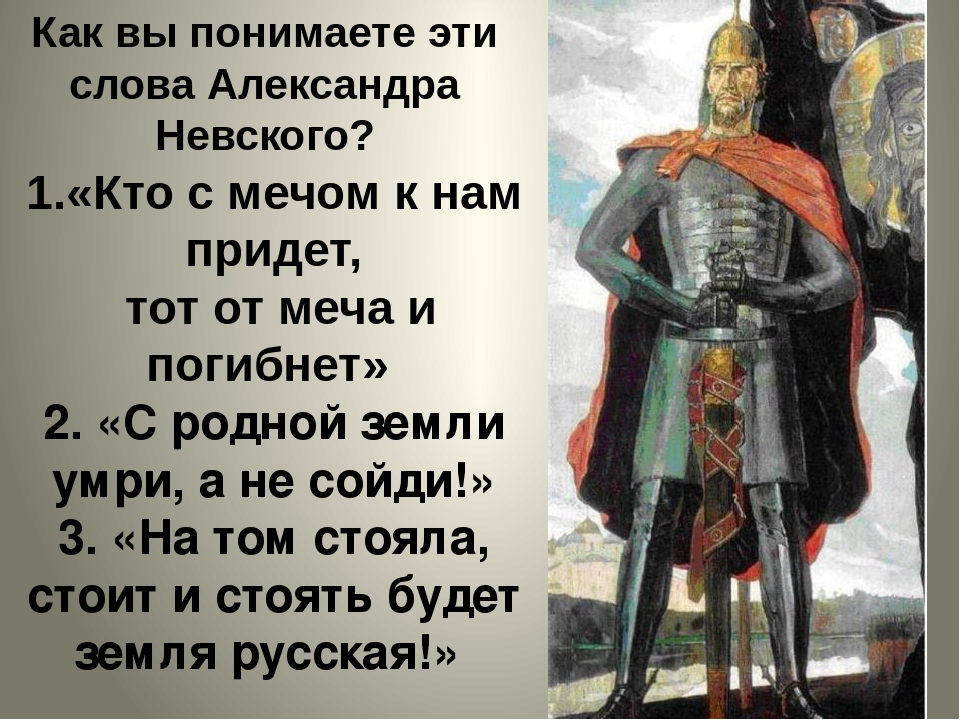 Как вы понимаете эти
слова Александра
Невского?
1.«Кто с мечом к нам
придет,
тот от меча и
погибнет»
2. «С родной земли
умри, а не сойди!»
3. «На том стояла,
стоит и стоять будет
земля русская!»